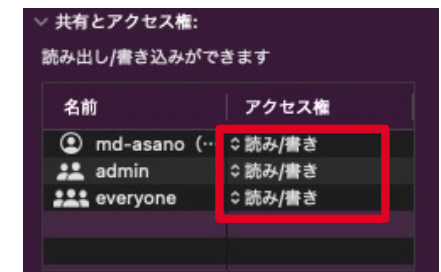 共有とアクセス権:
読み出し/書き込みができます
名前 アクセス権
md-asano (… 読み/書き
admin 読み/書き
everyone 読み/書き